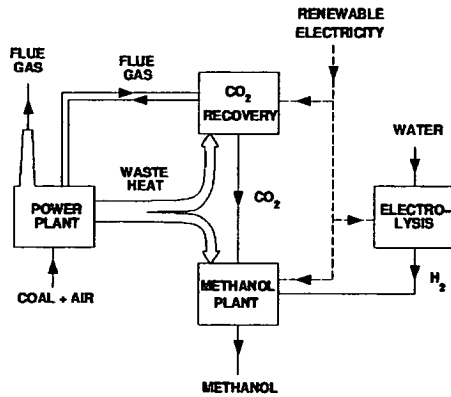 RENEWABLE
ELECTRICITY
FLUE
GAS
FLUE
GAS
CO2
RECOVERY
WATER
WASTE
HEAT
CO2
POWER
PLANT
ELECTRO-
LYSIS
METHANOL
PLANT
H2
COAL + AIR
METHANOL